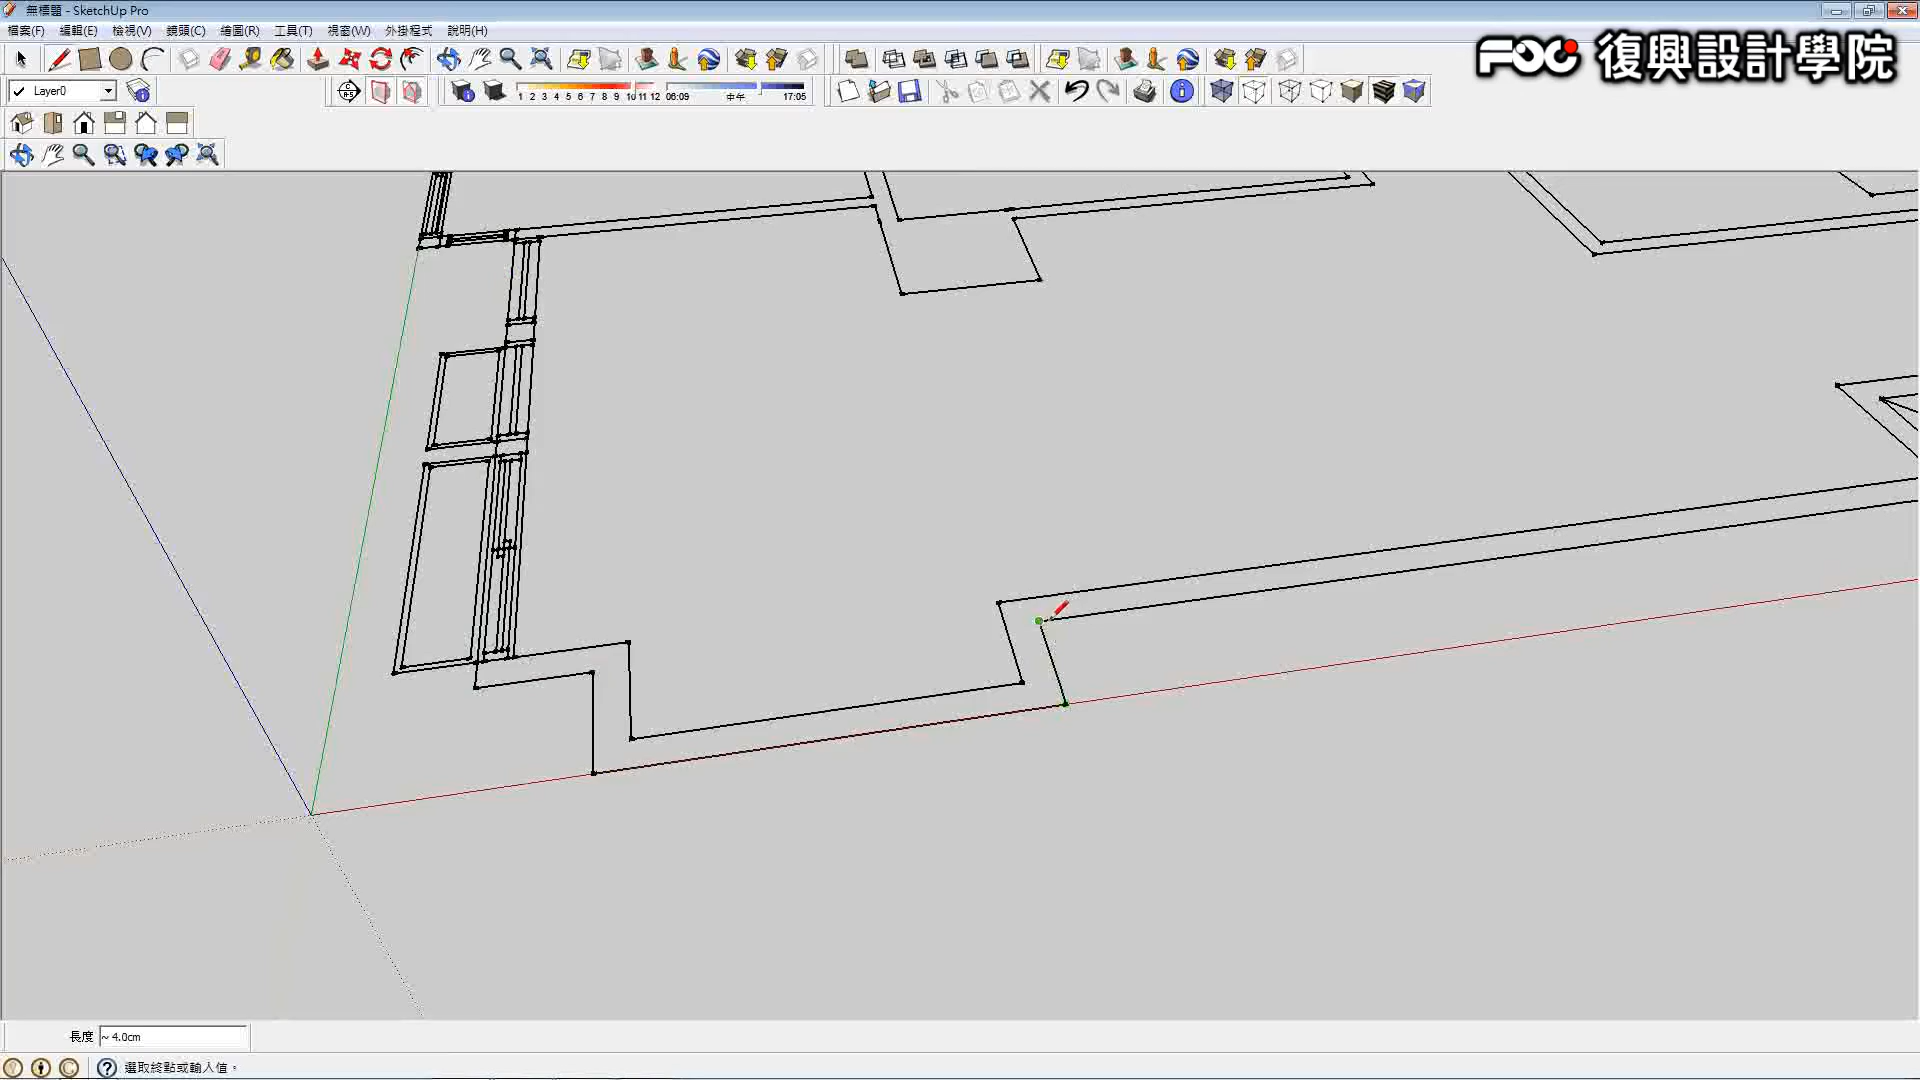 無標題 - SketchUp Pro
檔案(F) 編輯(E) 檢視(V) 鏡頭(C) 繪圖(R) 工具(T) 視窗(W) 外掛程式 說明(H)
FOC 復興設計學院
Layer0
1 2 3 4 5 6 7 8 9 10 11 12 06:09 中午 17:05
長度 ~ 4.0cm
選取終點或輸入值。